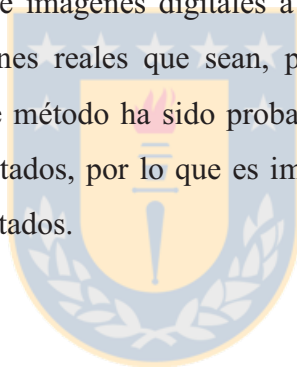 e imágenes digitales a
nes reales que sean, p
e método ha sido proba
tados, por lo que es im
tados.